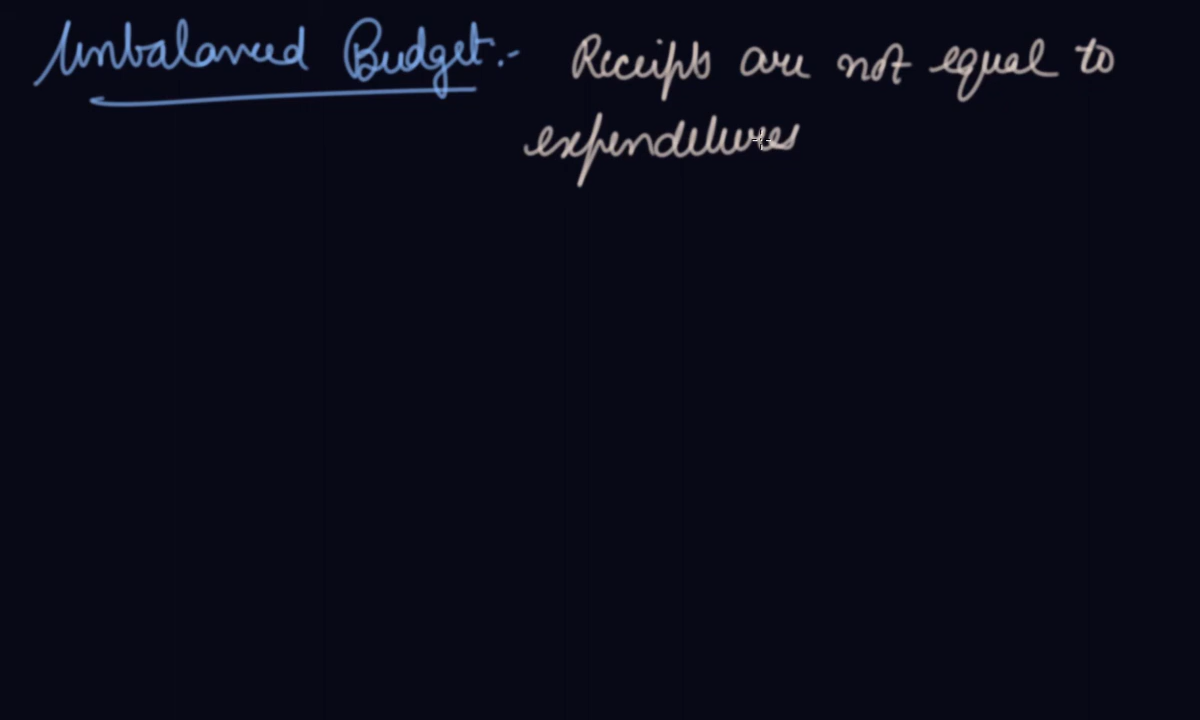 Unbalanced Budget:- Receipts are not equal to
expenditures